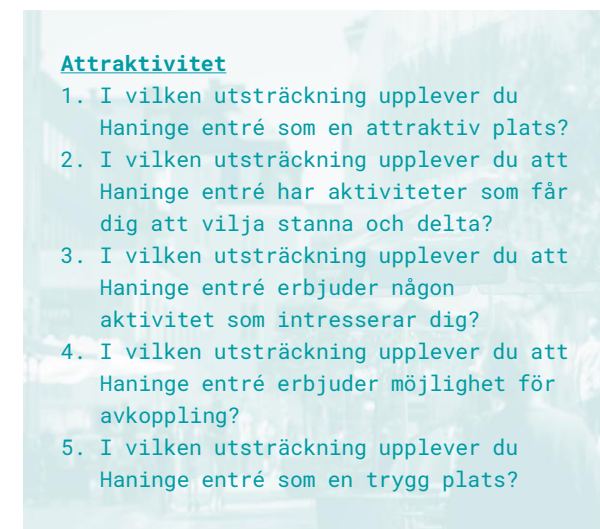 Attraktivitet
1. I vilken utsträckning upplever du
Haninge entré som en attraktiv plats?
2. I vilken utsträckning upplever du att
Haninge entré har aktiviteter som får
dig att vilja stanna och delta?
3. I vilken utsträckning upplever du att
Haninge entré erbjuder någon
aktivitet som intresserar dig?
4. I vilken utsträckning upplever du att
Haninge entré erbjuder möjlighet för
avkoppling?
5. I vilken utsträckning upplever du
Haninge entré som en trygg plats?